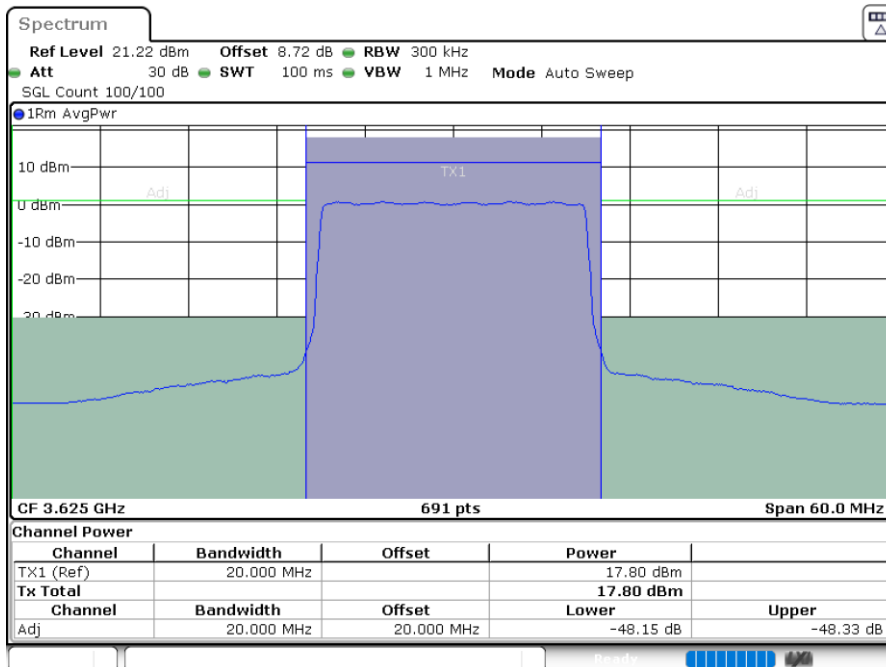 Spectrum
Ref Level 21.22 dBm Offset 8.72 dB RBW 300 kHz
Att 30 dB SWT 100 ms VBW 1 MHz Mode Auto Sweep
SGL Count 100/100
1Rm AvgPwr
10 dBm
TX1
Adj Adj
0 dBm
-10 dBm
-20 dBm
-30 dBm
CF 3.625 GHz 691 pts Span 60.0 MHz
Channel Power
Channel Bandwidth Offset Power
TX1 (Ref) 20.000 MHz 17.80 dBm
Tx Total 17.80 dBm
Channel Bandwidth Offset Lower Upper
Adj 20.000 MHz 20.000 MHz -48.15 dB -48.33 dB
Ready